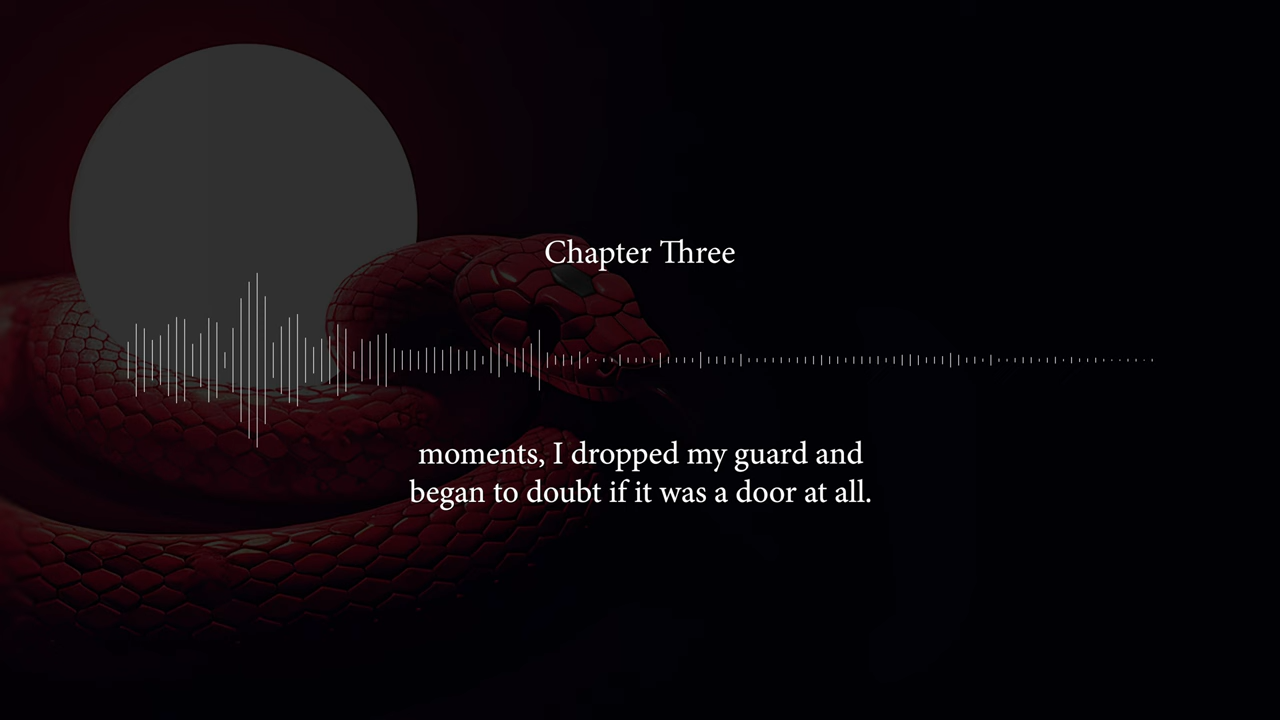 Chapter Three
moments, I dropped my guard and
began to doubt if it was a door at all.